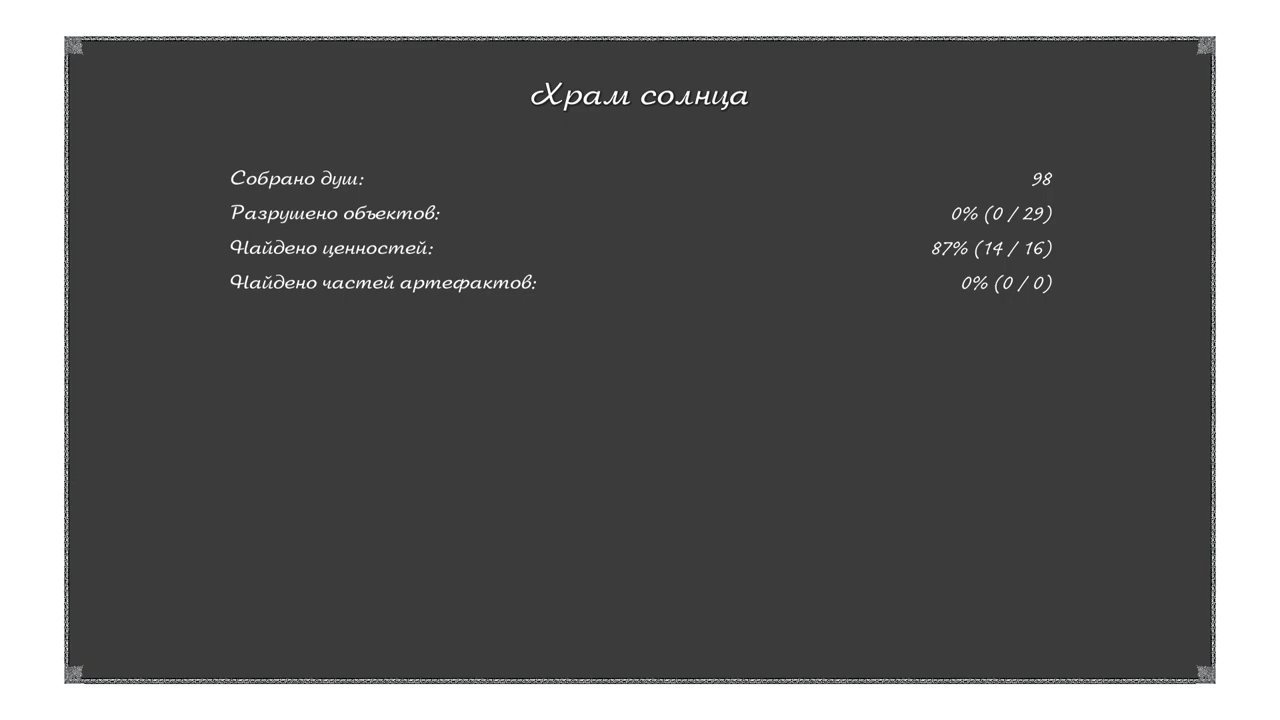 Храм солнца
Собрано душ: 98
Разрушено объектов: 0% (0 / 29)
Найдено ценностей: 87% (14 / 16)
Найдено частей артефактов: 0% (0 / 0)